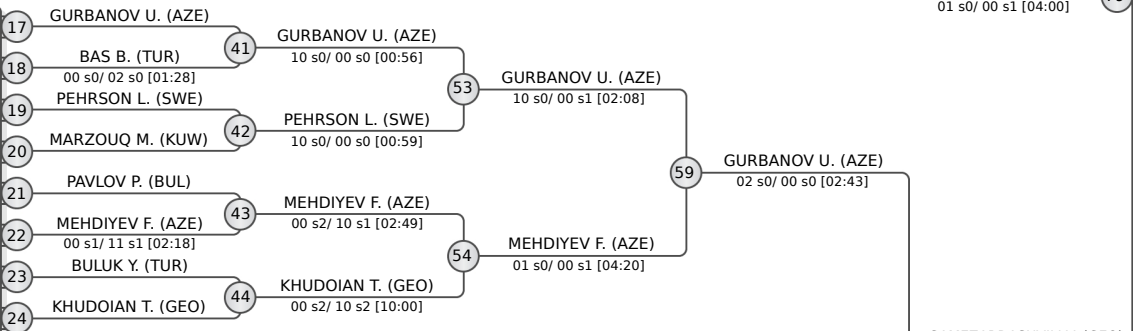 01 s0/ 00 s1 [04:00]
17
GURBANOV U. (AZE)
18
BAS B. (TUR)
00 s0/ 02 s0 [01:28]
41
GURBANOV U. (AZE)
10 s0/ 00 s0 [00:56]
19
PEHRSON L. (SWE)
20
MARZOUQ M. (KUW)
42
PEHRSON L. (SWE)
10 s0/ 00 s0 [00:59]
53
GURBANOV U. (AZE)
10 s0/ 00 s1 [02:08]
21
PAVLOV P. (BUL)
22
MEHDIYEV F. (AZE)
00 s1/ 11 s1 [02:18]
43
MEHDIYEV F. (AZE)
00 s2/ 10 s1 [02:49]
23
BULUK Y. (TUR)
24
KHUDOIAN T. (GEO)
44
KHUDOIAN T. (GEO)
00 s2/ 10 s2 [10:00]
54
MEHDIYEV F. (AZE)
01 s0/ 00 s1 [04:20]
59
GURBANOV U. (AZE)
02 s0/ 00 s0 [02:43]